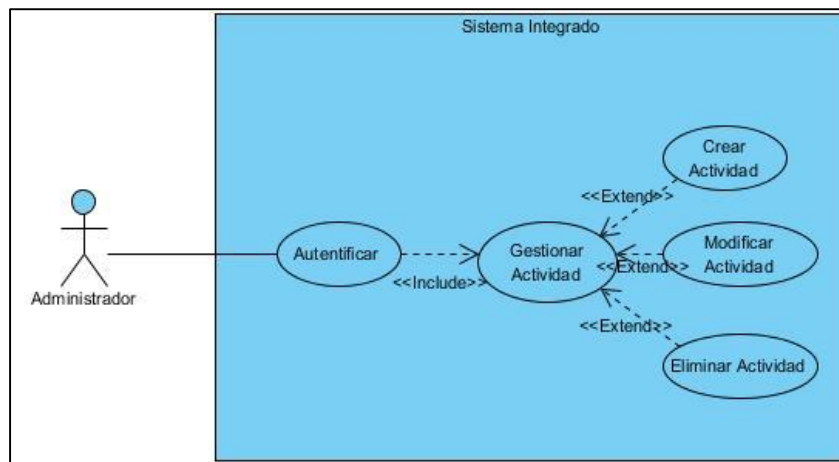 Sistema Integrado
Crear
Actividad
<<Extend>>
Autentificar
Gestionar
Actividad
Modificar
Actividad
<<Extend>>
<<Include>>
Administrador
<<Extend>>
Eliminar Actividad